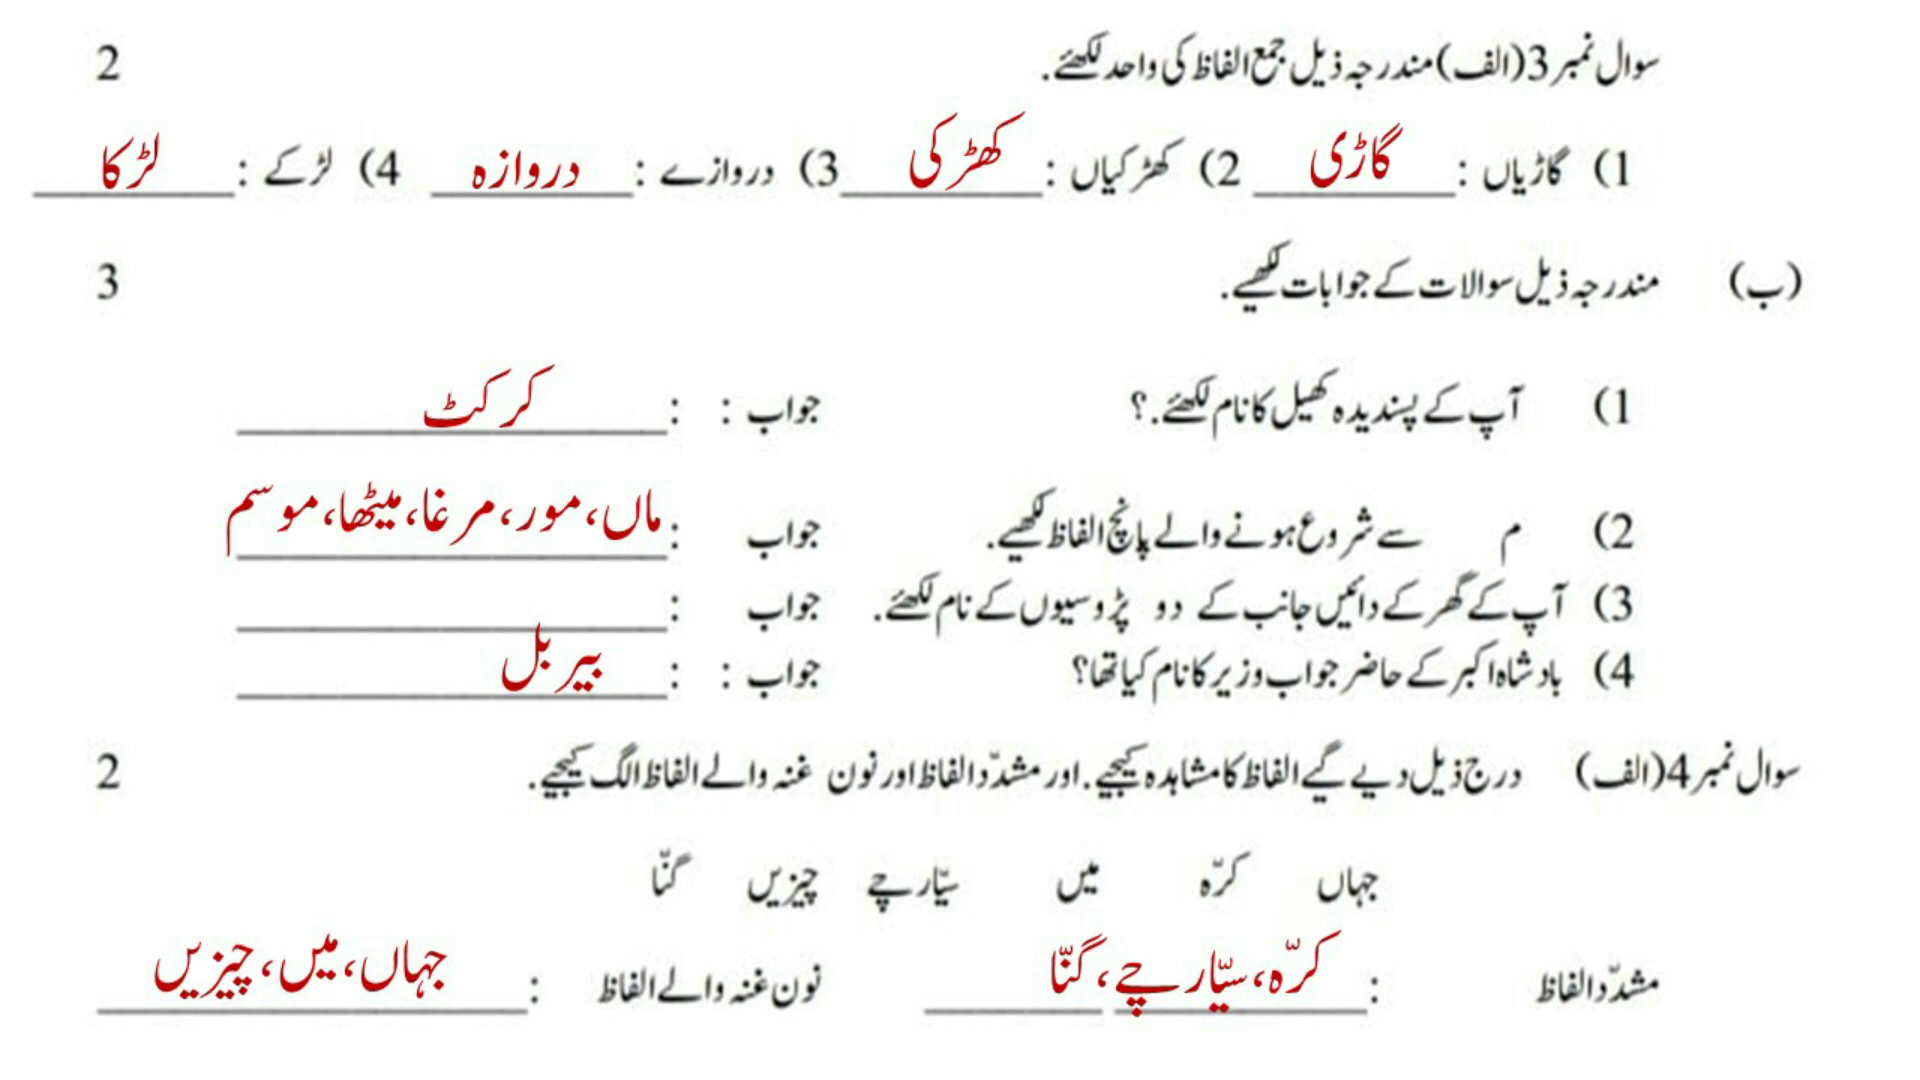 سوال نمبر 3(الف) مندرجہ ذیل جمع الفاظ کی واحد لکھئے. 2
1) گاڑیاں : گاڑی 2) کھڑکیاں : کھڑکی 3) دروازے : دروازہ 4) لڑکے : لڑکا
(ب) مندرجہ ذیل سوالات کے جوابات لکھیے. 3
1) آپ کے پسندیدہ کھیل کا نام لکھئے.؟ جواب : : کرکٹ
2) م سے شروع ہونے والے پانچ الفاظ لکھیے. جواب : ماں، مور، مرغا، میٹھا، موسم
3) آپ کے گھر کے دائیں جانب کے دو پڑوسیوں کے نام لکھئے. جواب :
4) بادشاہ اکبر کے حاضر جواب وزیر کا نام کیا تھا؟ جواب : : بیربل
سوال نمبر 4(الف) درج ذیل دیے گیے الفاظ کا مشاہدہ کیجیے. اور مشدّد الفاظ اور نون غنہ والے الفاظ الگ کیجیے. 2
جہاں کرّہ میں سیّارچے چیزیں گنّا
مشدّد الفاظ : کرّہ، سیّارچے، گنّا نون غنہ والے الفاظ : جہاں، میں، چیزیں